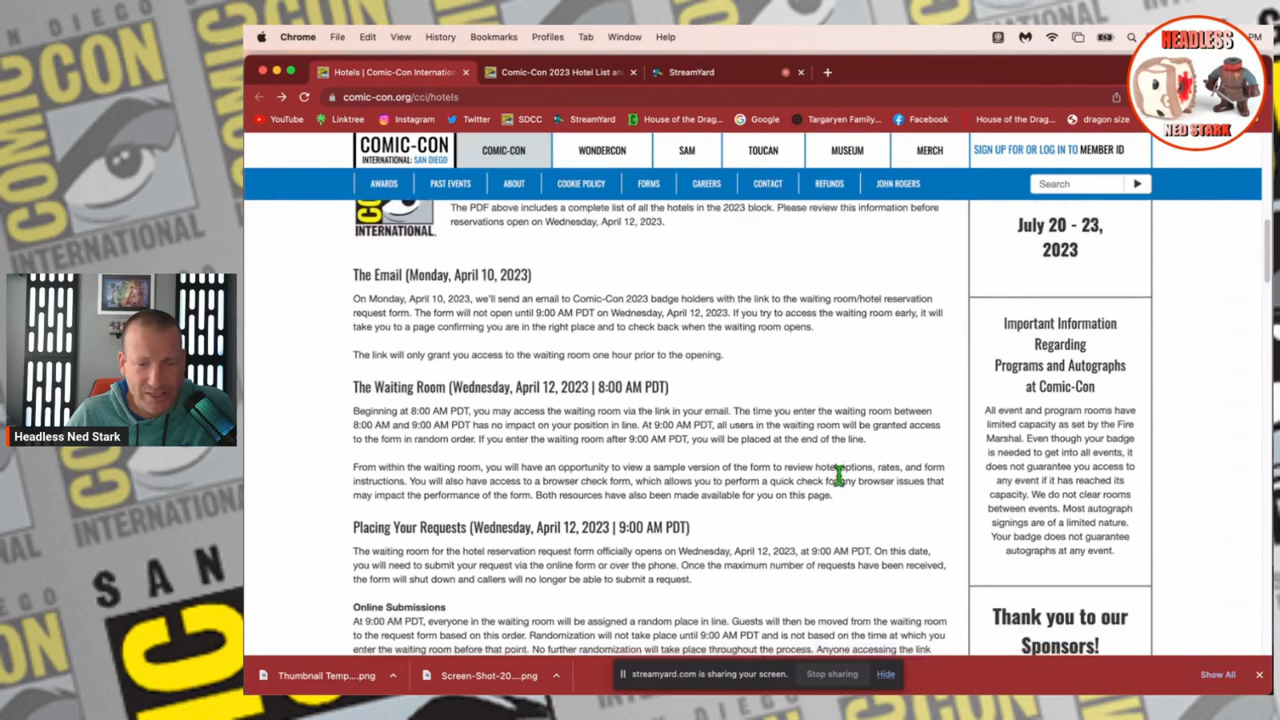 Chrome File Edit View History Bookmarks Profiles Tab Window Help
Hotels | Comic-Con Internatio
Comic-Con 2023 Hotel List an
StreamYard
comic-con.org/cci/hotels
YouTube Linktree Instagram Twitter SDCC StreamYard House of the Drag... Google Targaryen Family... Facebook House of the Drag... dragon size
HEADLESS
NED STARK
COMIC-CON
INTERNATIONAL: SAN DIEGO
COMIC-CON WONDERCON SAM TOUCAN MUSEUM MERCH
SIGN UP FOR OR LOG IN TO MEMBER ID
AWARDS PAST EVENTS ABOUT COOKIE POLICY FORMS CAREERS CONTACT REFUNDS JOHN ROGERS
Search
INTERNATIONAL.
The PDF above includes a complete list of all the hotels in the 2023 block. Please review this information before
reservations open on Wednesday, April 12, 2023.
The Email (Monday, April 10, 2023)
On Monday, April 10, 2023, we'll send an email to Comic-Con 2023 badge holders with the link to the waiting room/hotel reservation
request form. The form will not open until 9:00 AM PDT on Wednesday, April 12, 2023. If you try to access the waiting room early, it will
take you to a page confirming you are in the right place and to check back when the waiting room opens.
The link will only grant you access to the waiting room one hour prior to the opening.
The Waiting Room (Wednesday, April 12, 2023 | 8:00 AM PDT)
Beginning at 8:00 AM PDT, you may access the waiting room via the link in your email. The time you enter the waiting room between
8:00 AM and 9:00 AM PDT has no impact on your position in line. At 9:00 AM PDT, all users in the waiting room will be granted access
to the form in random order. If you enter the waiting room after 9:00 AM PDT, you will be placed at the end of the line.
From within the waiting room, you will have an opportunity to view a sample version of the form to review hotel options, rates, and form
instructions. You will also have access to a browser check form, which allows you to perform a quick check for any browser issues that
may impact the performance of the form. Both resources have also been made available for you on this page.
Placing Your Requests (Wednesday, April 12, 2023 | 9:00 AM PDT)
The waiting room for the hotel reservation request form officially opens on Wednesday, April 12, 2023, at 9:00 AM PDT. On this date,
you will need to submit your request via the online form or over the phone. Once the maximum number of requests have been received,
the form will shut down and callers will no longer be able to submit a request.
Online Submissions
At 9:00 AM PDT, everyone in the waiting room will be assigned a random place in line. Guests will then be moved from the waiting room
to the request form based on this order. Randomization will not take place until 9:00 AM PDT and is not based on the time at which you
enter the waiting room before that point. No further randomization will take place throughout the process. Anyone accessing the link
July 20 - 23,
2023
Important Information
Regarding
Programs and Autographs
at Comic-Con
All event and program rooms have
limited capacity as set by the Fire
Marshal. Even though your badge
is needed to get into all events, it
does not guarantee you access to
any event if it has reached its
capacity. We do not clear rooms
between events. Most autograph
signings are of a limited nature.
Your badge does not guarantee
autographs at any event.
Thank you to our
Sponsors!
Headless Ned Stark
Thumbnail Temp....png
Screen-Shot-20....png
streamyard.com is sharing your screen.
Stop sharing
Hide
Show All